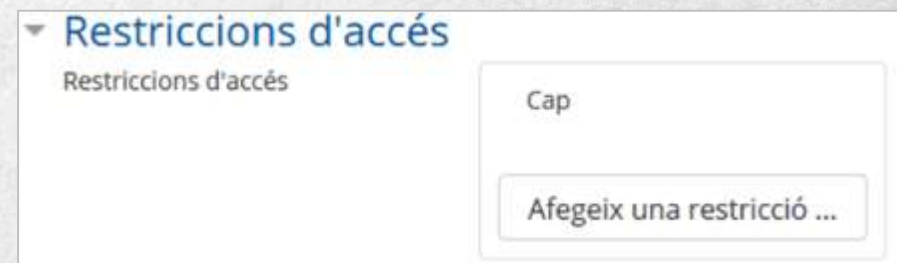 Restriccions d'accés
Restriccions d'accés
Cap
Afegeix una restricció ...